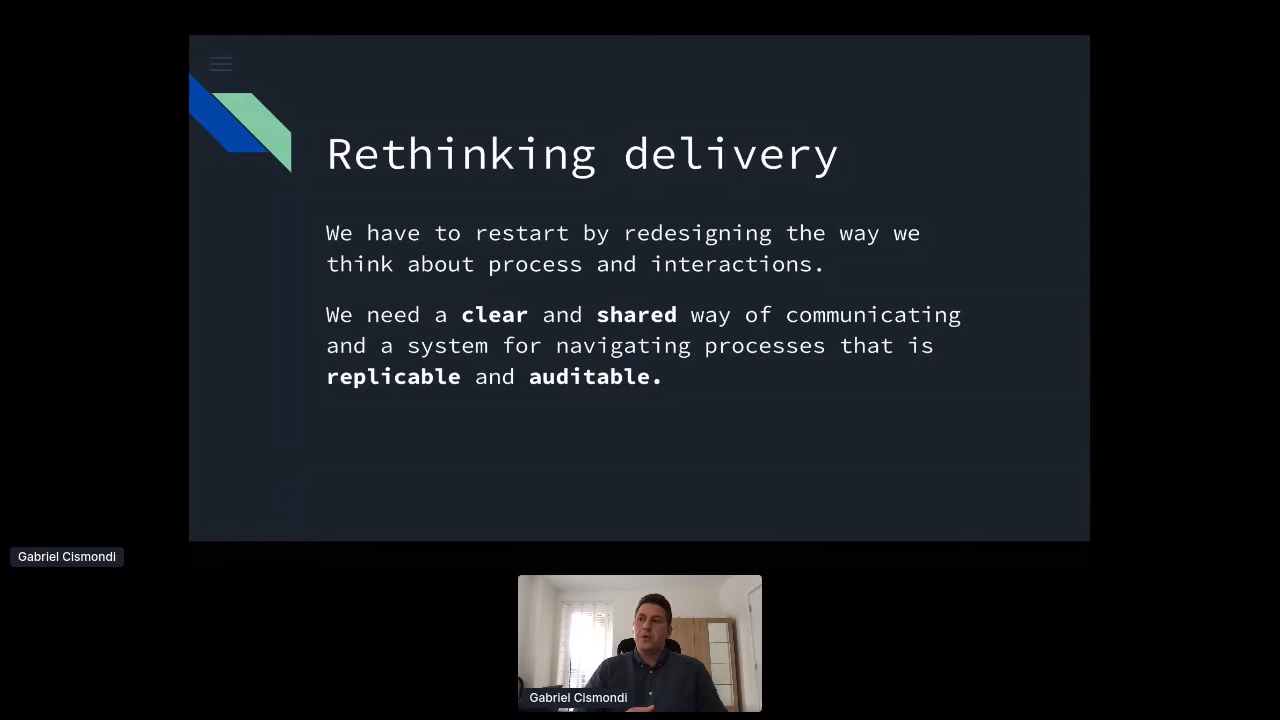 Rethinking delivery
We have to restart by redesigning the way we
think about process and interactions.
We need a clear and shared way of communicating
and a system for navigating processes that is
replicable and auditable.
Gabriel Cismondi
Gabriel Cismondi